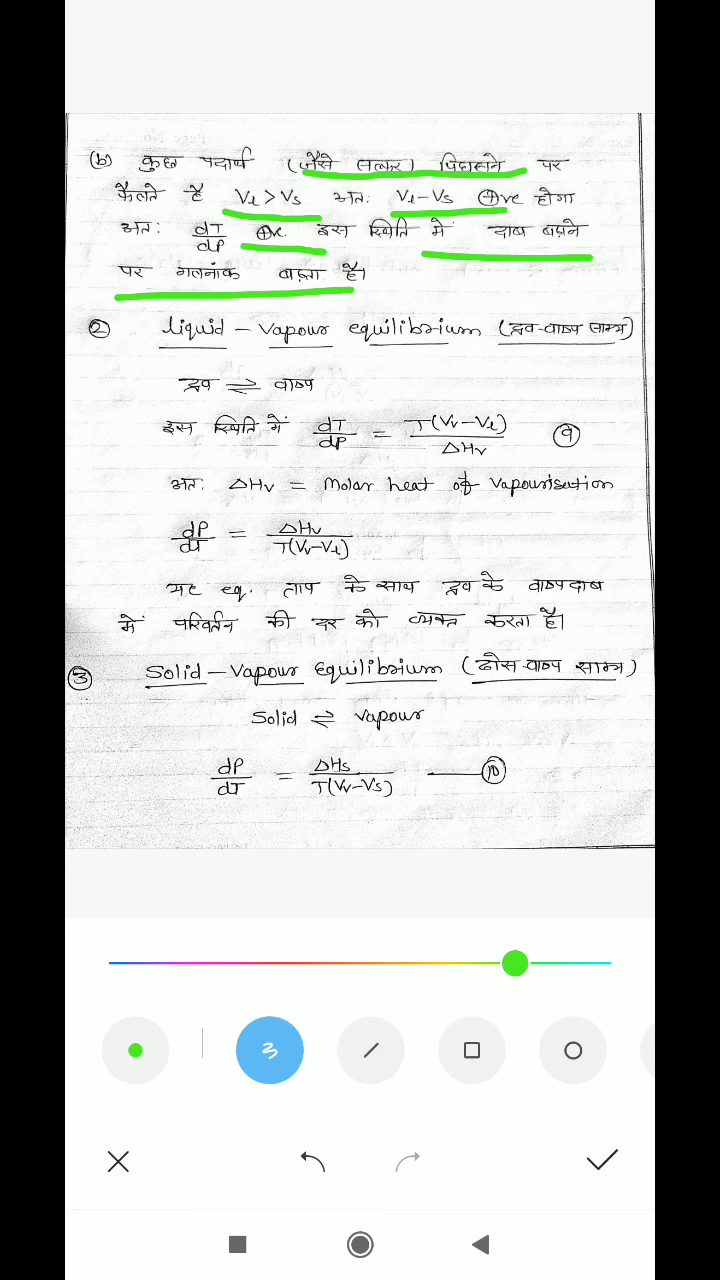 (b) कुछ पदार्थ (जैसे सल्फर) पिघलने पर
फैलते है Vₗ > Vₛ अतः Vₗ-Vₛ ⊕ve होगा
अतः dT/dP ⊕ve इस स्थिति में दाब बढ़ने
पर गलनांक बढ़ता है।
② liquid - Vapour equilibrium (द्रव-वाष्प साम्य)
द्रव ⇌ वाष्प
इस स्थिति में dT/dP = T(Vᵥ-Vₗ)/ΔHᵥ ⑨
अतः ΔHᵥ = Molar heat of Vapourisation
dP/dT = ΔHᵥ/T(Vᵥ-Vₗ)
यह eq. ताप के साथ द्रव के वाष्पदाब
में परिवर्तन की दर को व्यक्त करता है।
③ Solid - Vapour Equilibrium (ठोस-वाष्प साम्य)
Solid ⇌ Vapour
dP/dT = ΔHₛ/T(Vᵥ-Vₛ) — ⑩